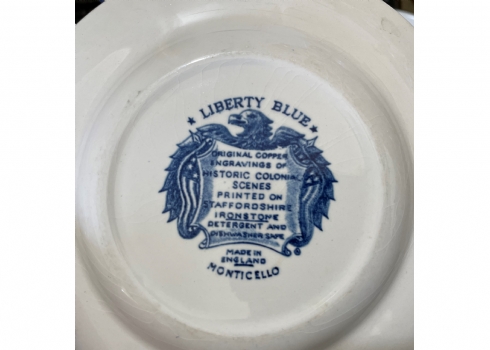 ★ LIBERTY BLUE ★
ORIGINAL COPPER
ENGRAVINGS OF
HISTORIC COLONIAL
SCENES
PRINTED ON
STAFFORDSHIRE
IRONSTONE
DETERGENT AND
DISHWASHER SAFE
MADE IN
ENGLAND
MONTICELLO